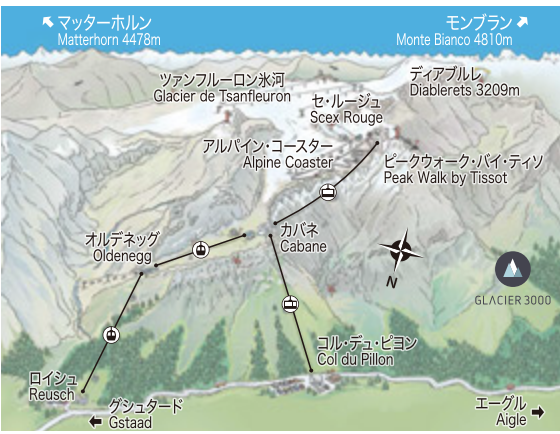 マッターホルン
Matterhorn 4478m
モンブラン
Monte Bianco 4810m
ツァンフルーロン氷河
Glacier de Tsanfleuron
ディアブルレ
Diablerets 3209m
セ・ルージュ
Scex Rouge
アルパイン・コースター
Alpine Coaster
ピークウォーク・バイ・ティソ
Peak Walk by Tissot
オルデネッグ
Oldenegg
カバネ
Cabane
N
GLACIER 3000
コル・デュ・ピヨン
Col du Pillon
ロイシュ
Reusch
グシュタード
Gstaad
エーグル
Aigle